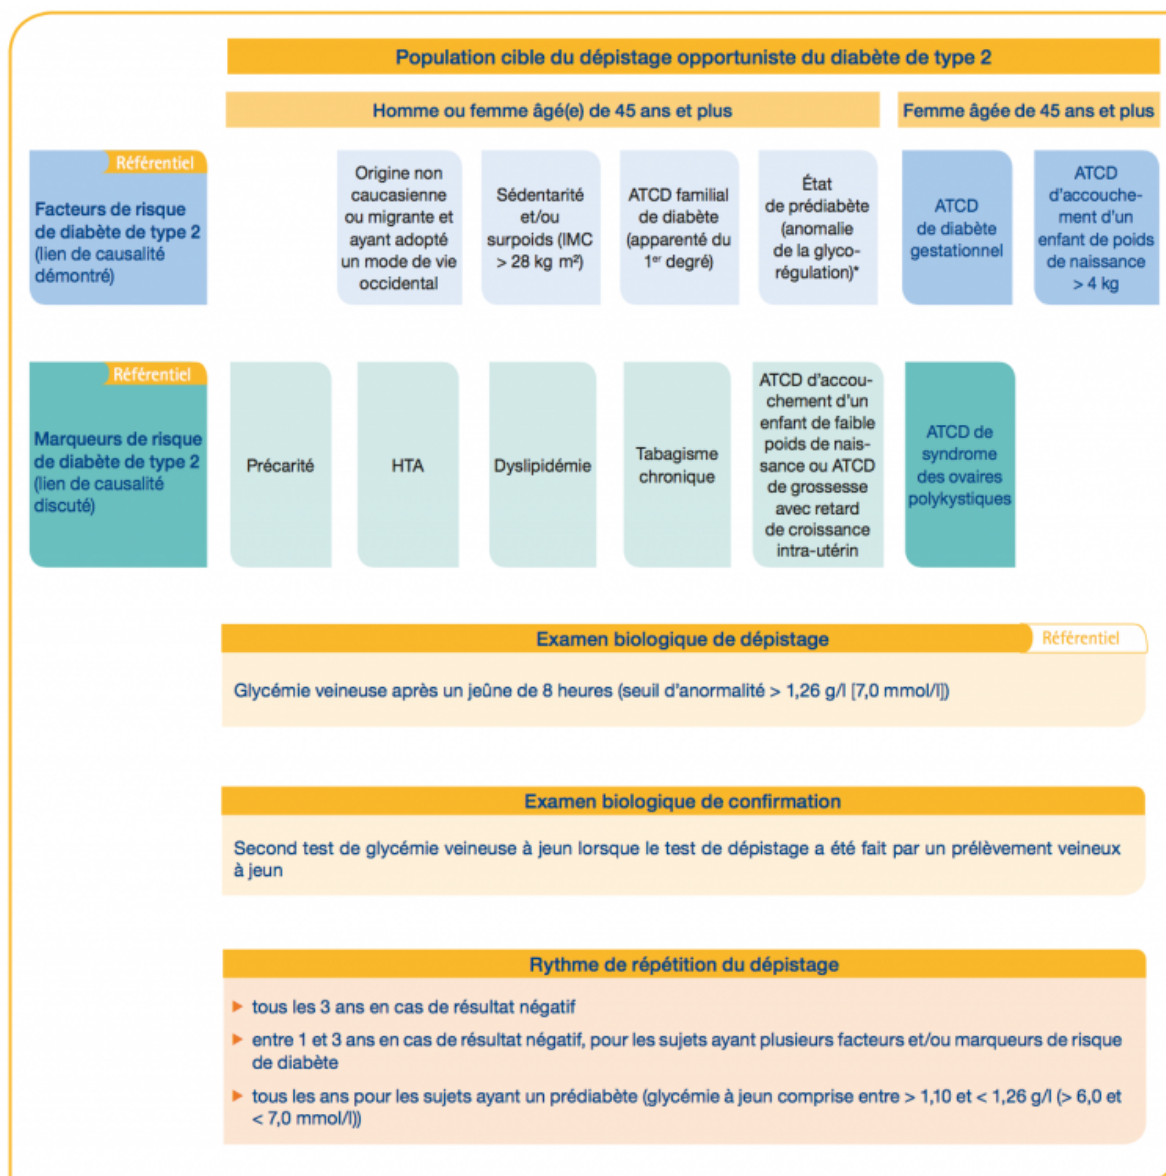 Population cible du dépistage opportuniste du diabète de type 2
Homme ou femme âgé(e) de 45 ans et plus
Femme âgée de 45 ans et plus
Référentiel
Facteurs de risque
de diabète de type 2
(lien de causalité
démontré)
Origine non
caucasienne
ou migrante et
ayant adopté
un mode de vie
occidental
Sédentarité
et/ou
surpoids (IMC
> 28 kg m²)
ATCD familial
de diabète
(apparenté du
1er degré)
État
de prédiabète
(anomalie
de la glyco-
régulation)*
ATCD
de diabète
gestationnel
ATCD
d'accouche-
ment d'un
enfant de poids
de naissance
> 4 kg
Référentiel
Marqueurs de risque
de diabète de type 2
(lien de causalité
discuté)
Précarité
HTA
Dyslipidémie
Tabagisme
chronique
ATCD d'accou-
chement d'un
enfant de faible
poids de nais-
sance ou ATCD
de grossesse
avec retard
de croissance
intra-utérin
ATCD de
syndrome
des ovaires
polykystiques
Examen biologique de dépistage
Référentiel
Glycémie veineuse après un jeûne de 8 heures (seuil d'anormalité > 1,26 g/l [7,0 mmol/l])
Examen biologique de confirmation
Second test de glycémie veineuse à jeun lorsque le test de dépistage a été fait par un prélèvement veineux
à jeun
Rythme de répétition du dépistage
► tous les 3 ans en cas de résultat négatif
► entre 1 et 3 ans en cas de résultat négatif, pour les sujets ayant plusieurs facteurs et/ou marqueurs de risque
de diabète
► tous les ans pour les sujets ayant un prédiabète (glycémie à jeun comprise entre > 1,10 et < 1,26 g/l (> 6,0 et
< 7,0 mmol/l))